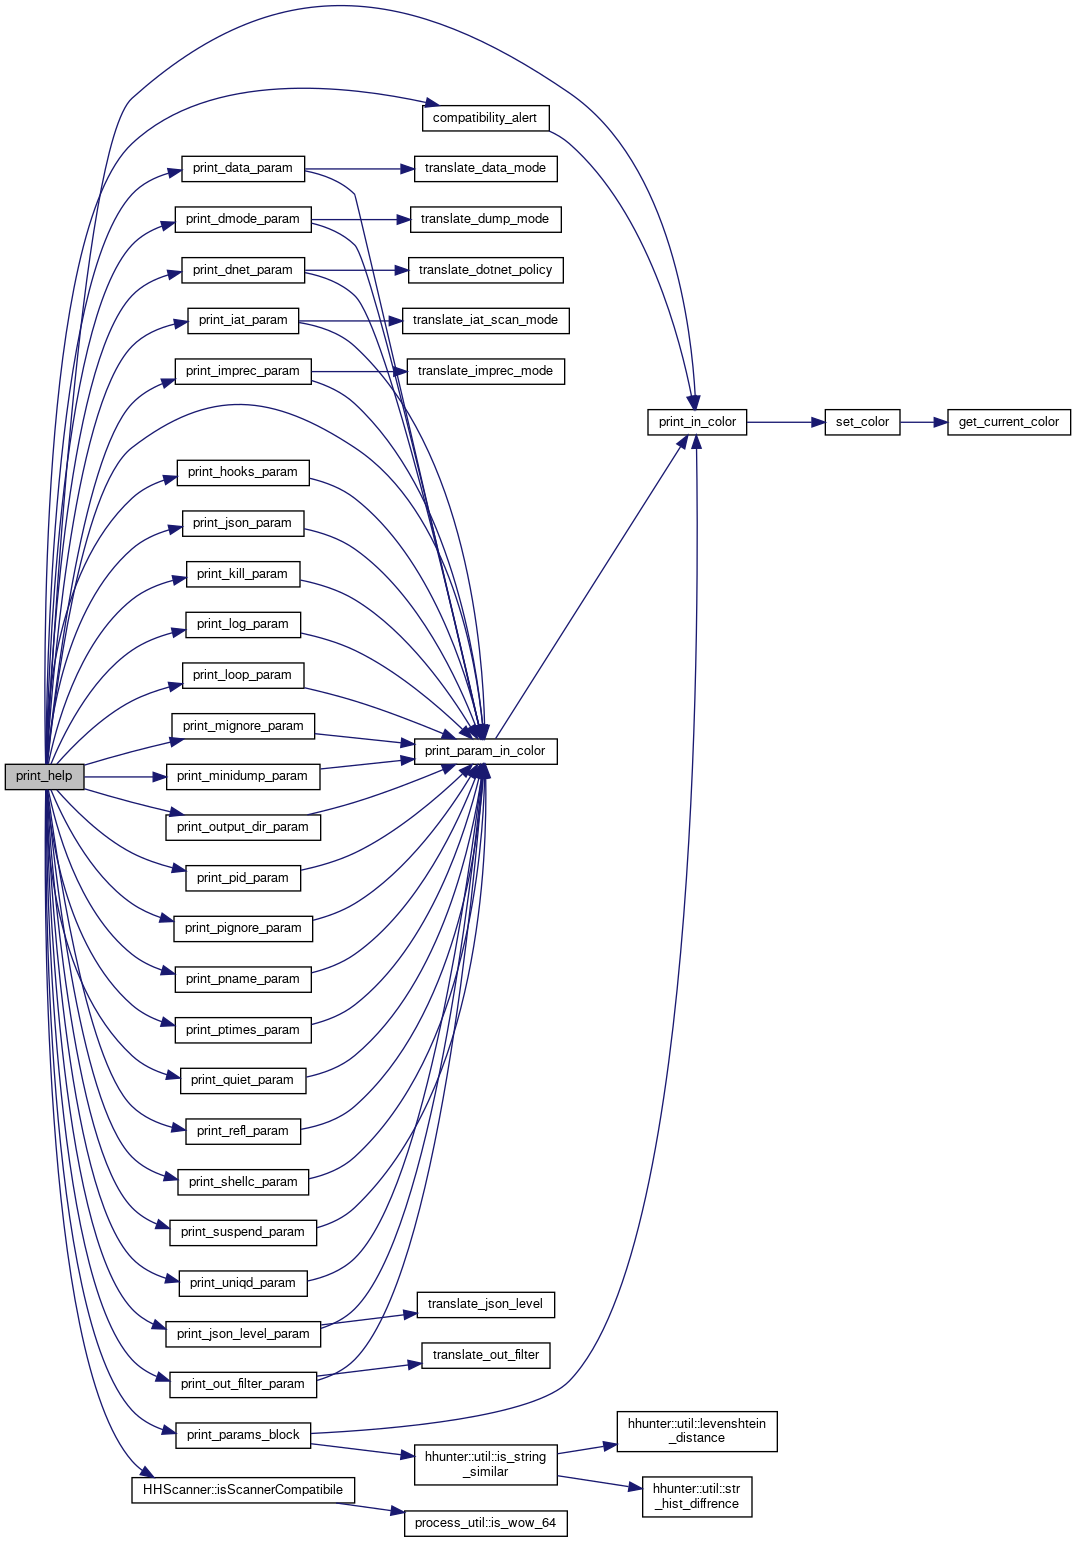 compatibility_alert
print_data_param
translate_data_mode
print_dmode_param
translate_dump_mode
print_dnet_param
translate_dotnet_policy
print_iat_param
translate_iat_scan_mode
print_imprec_param
translate_imprec_mode
print_in_color
set_color
get_current_color
print_hooks_param
print_json_param
print_kill_param
print_log_param
print_loop_param
print_mignore_param
print_param_in_color
print_help
print_minidump_param
print_output_dir_param
print_pid_param
print_pignore_param
print_pname_param
print_ptimes_param
print_quiet_param
print_refl_param
print_shellc_param
print_suspend_param
print_uniqd_param
translate_json_level
print_json_level_param
translate_out_filter
print_out_filter_param
print_params_block
hhunter::util::levenshtein
_distance
hhunter::util::is_string
_similar
HHScanner::isScannerCompatibile
hhunter::util::str
_hist_diffrence
process_util::is_wow_64